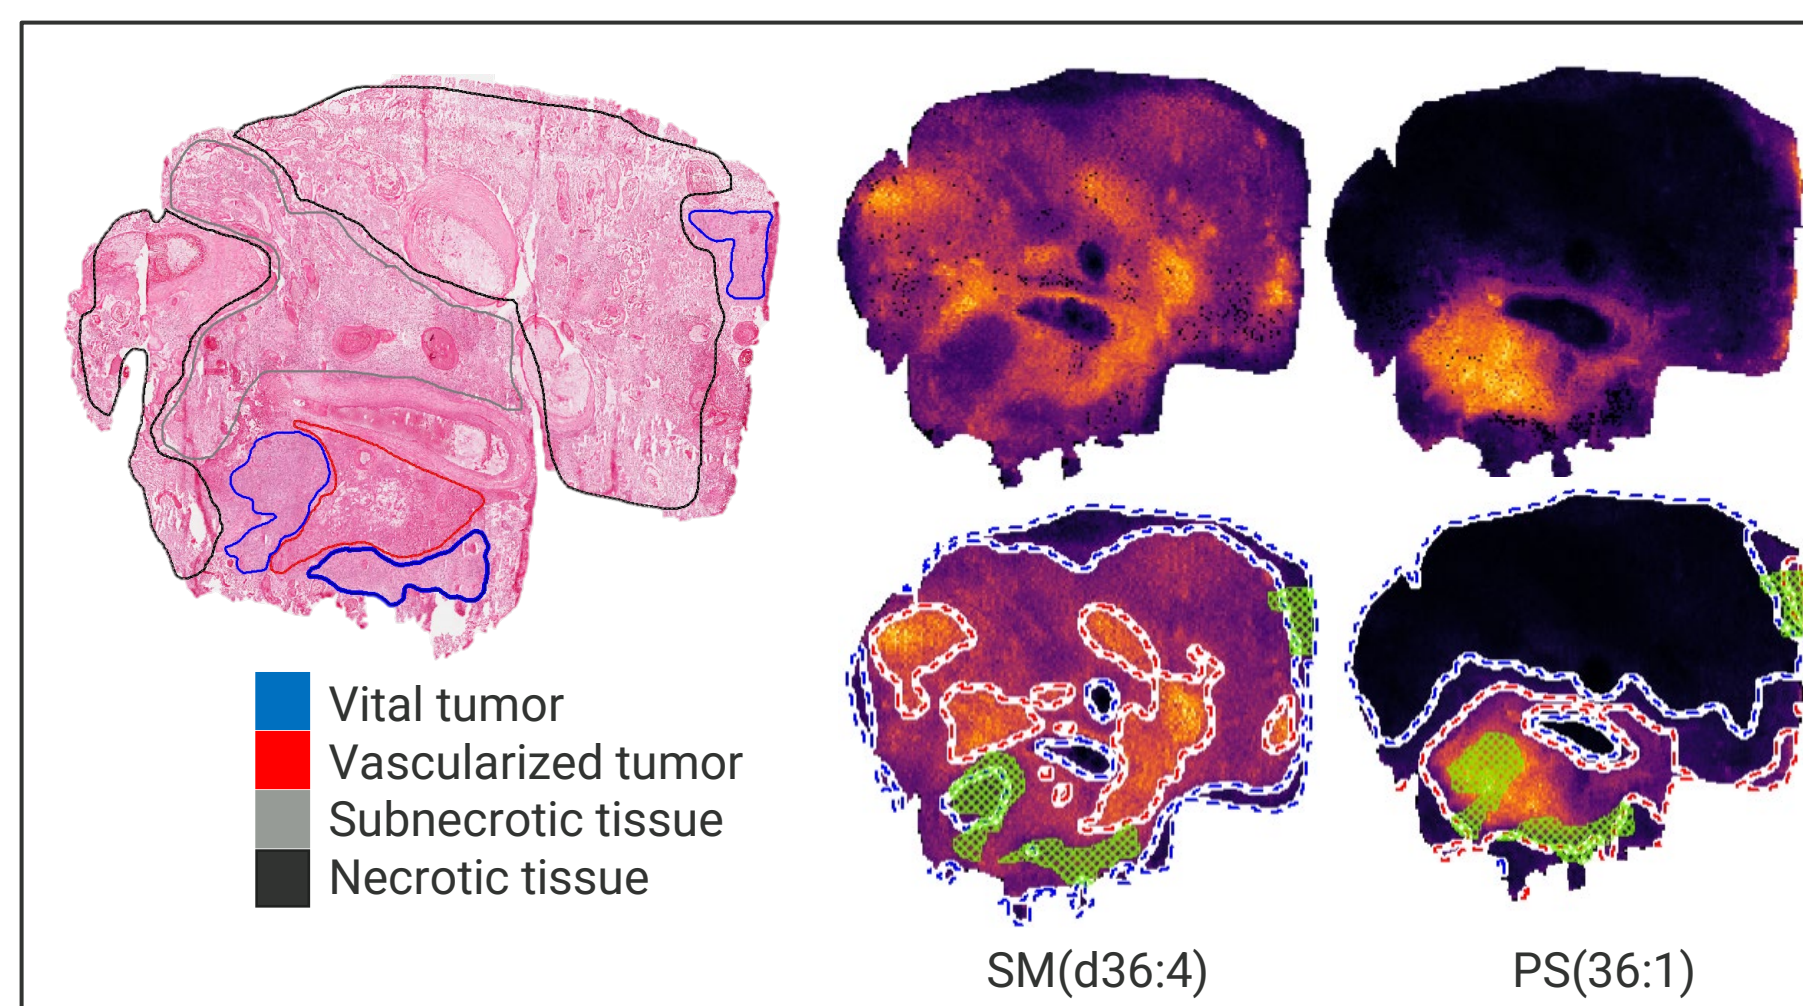 Vital tumor
Vascularized tumor
Subnecrotic tissue
Necrotic tissue
SM(d36:4)
PS(36:1)